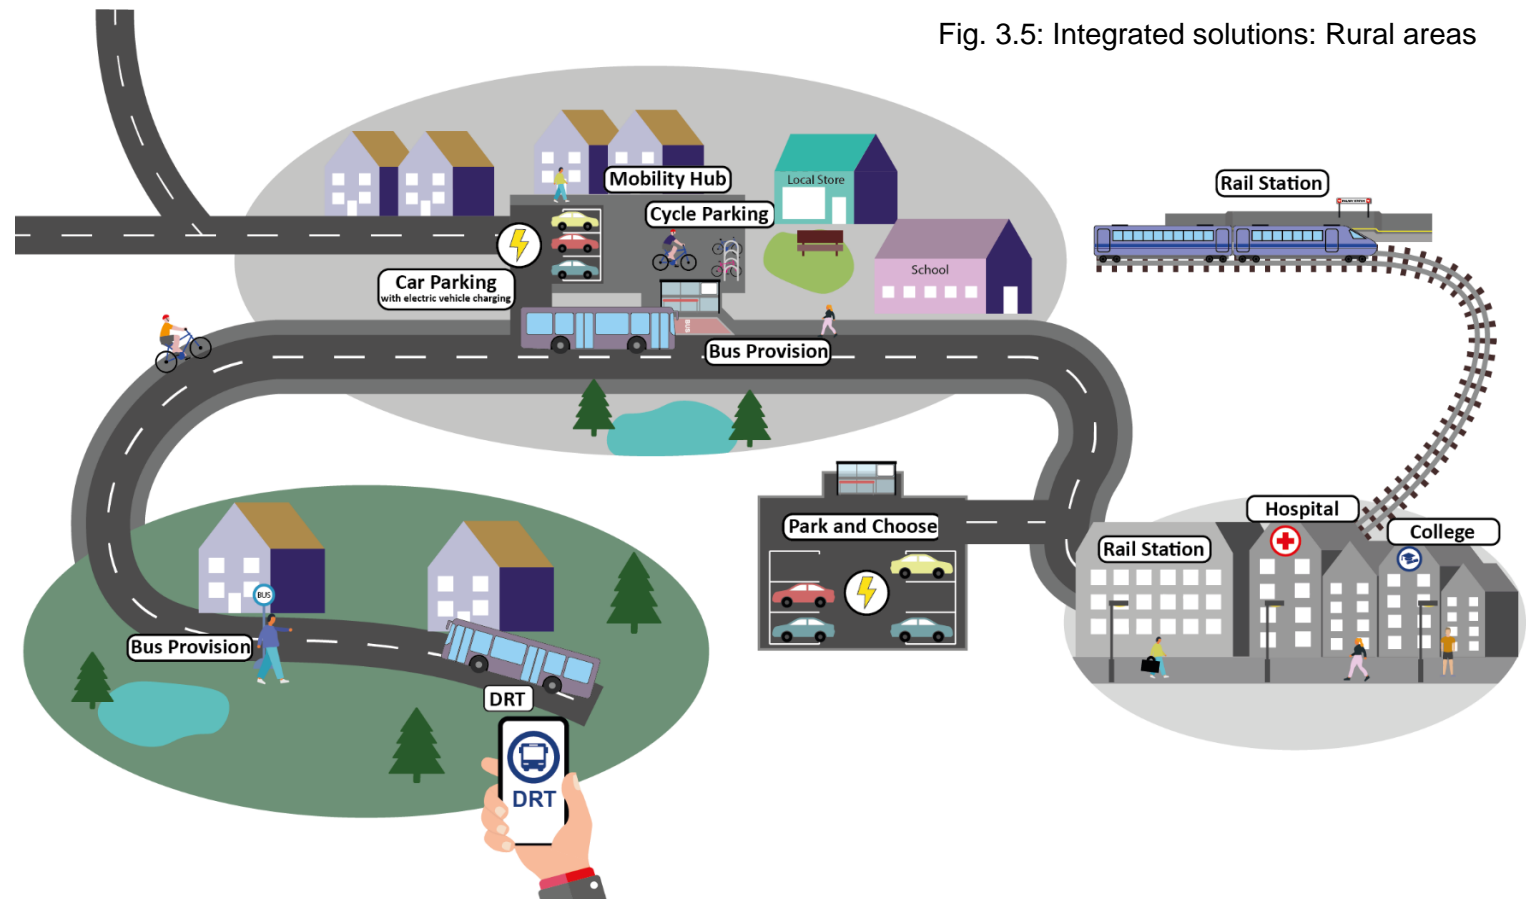 Fig. 3.5: Integrated solutions: Rural areas
Mobility Hub
Local Store
Rail Station
Cycle Parking
School
Car Parking
with electric vehicle charging
BUS
Bus Provision
Hospital
Park and Choose
College
Rail Station
BUS
Bus Provision
DRT
DRT